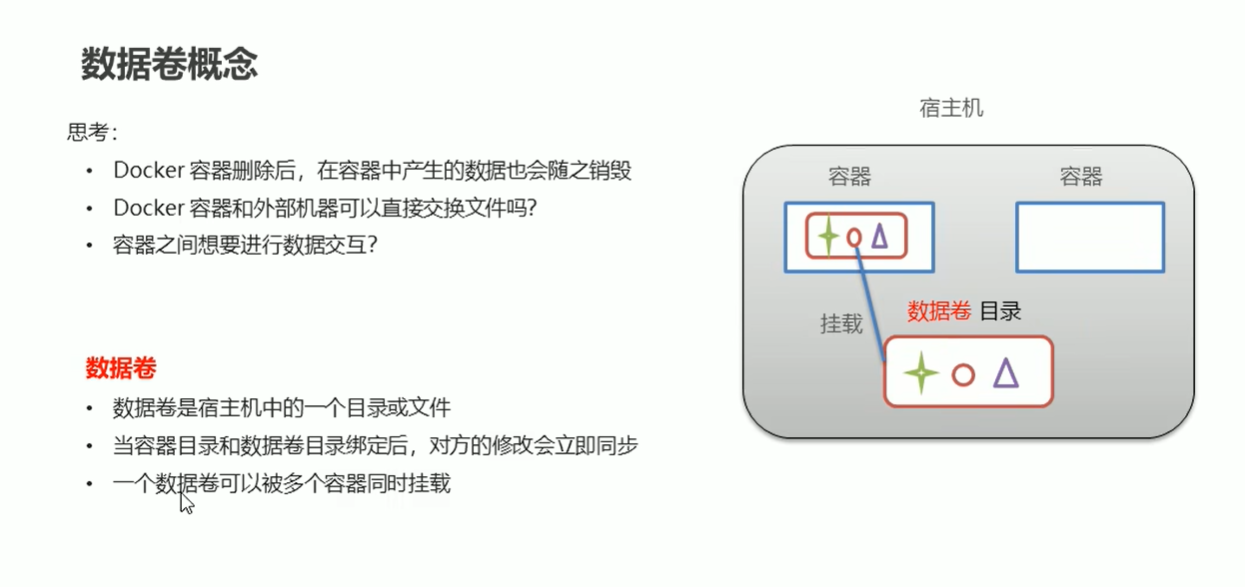 数据卷概念
思考：
• Docker 容器删除后，在容器中产生的数据也会随之销毁
• Docker 容器和外部机器可以直接交换文件吗？
• 容器之间想要进行数据交互？
数据卷
• 数据卷是宿主机中的一个目录或文件
• 当容器目录和数据卷目录绑定后，对方的修改会立即同步
• 一个数据卷可以被多个容器同时挂载
宿主机
容器
容器
挂载
数据卷 目录